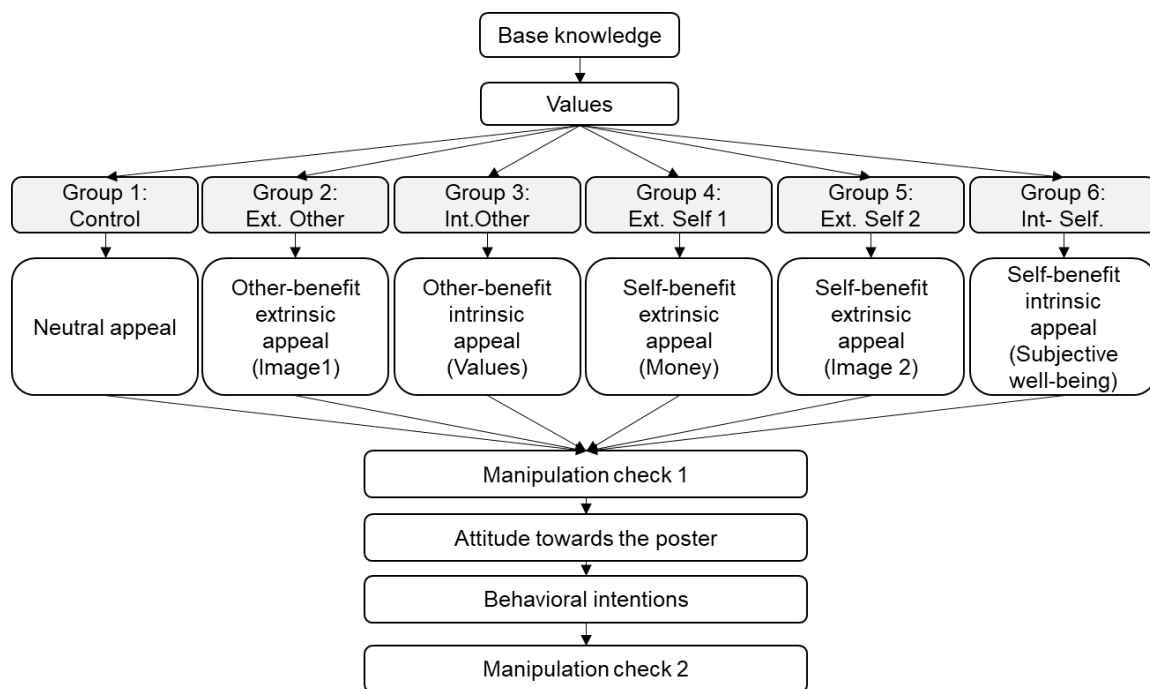 Base knowledge
Values
Group 1:
Control
Group 2:
Ext. Other
Group 3:
Int.Other
Group 4:
Ext. Self 1
Group 5:
Ext. Self 2
Group 6:
Int- Self.
Neutral appeal
Other-benefit
extrinsic
appeal
(Image1)
Other-benefit
intrinsic
appeal
(Values)
Self-benefit
extrinsic
appeal
(Money)
Self-benefit
extrinsic
appeal
(Image 2)
Self-benefit
intrinsic
appeal
(Subjective
well-being)
Manipulation check 1
Attitude towards the poster
Behavioral intentions
Manipulation check 2